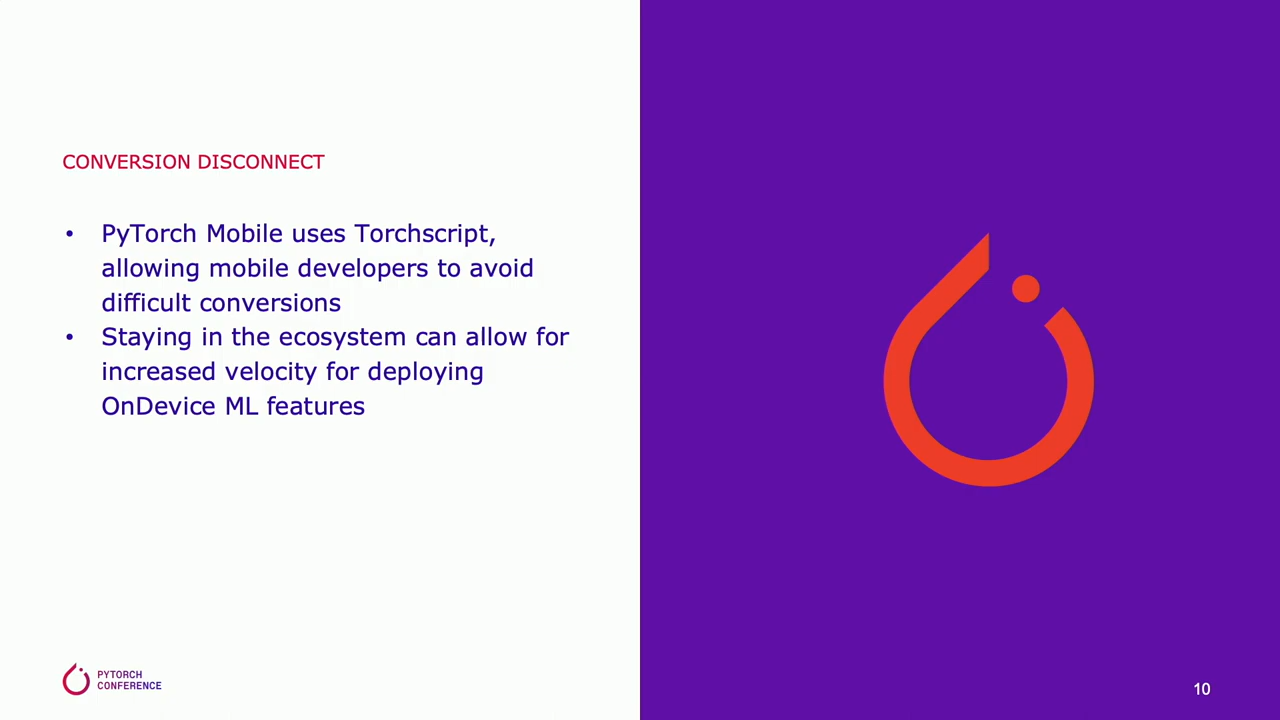 CONVERSION DISCONNECT
• PyTorch Mobile uses Torchscript,
allowing mobile developers to avoid
difficult conversions
• Staying in the ecosystem can allow for
increased velocity for deploying
OnDevice ML features
PYTORCH
CONFERENCE
10